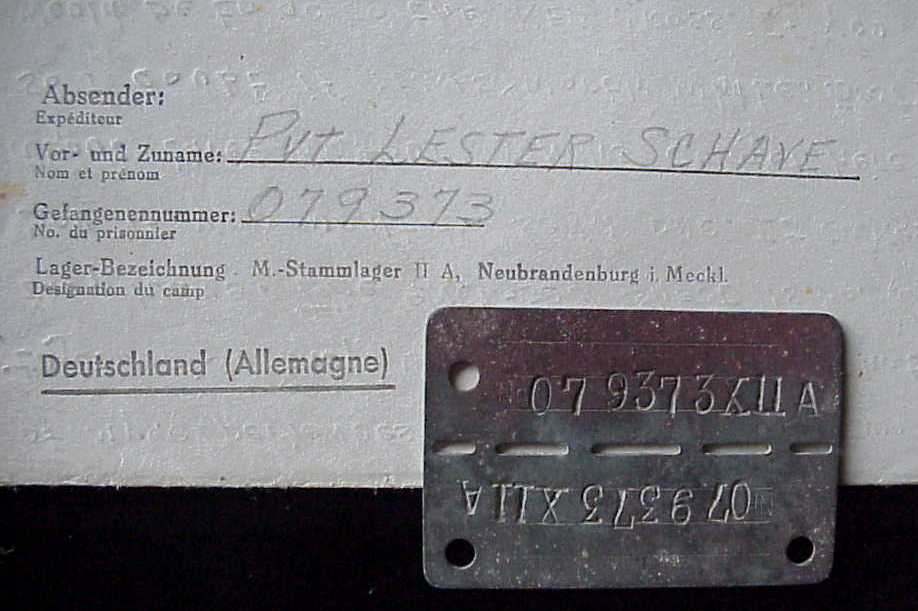 Absender:
Expéditeur
Vor- und Zuname: PVT LESTER SCHAVE
Nom et prénom
Gefangenennummer: 079373
No. du prisonnier
Lager-Bezeichnung M.-Stammlager II A, Neubrandenburg i. Meckl.
Désignation du camp
Deutschland (Allemagne)
07 9373 XII A
07 9373 XII A